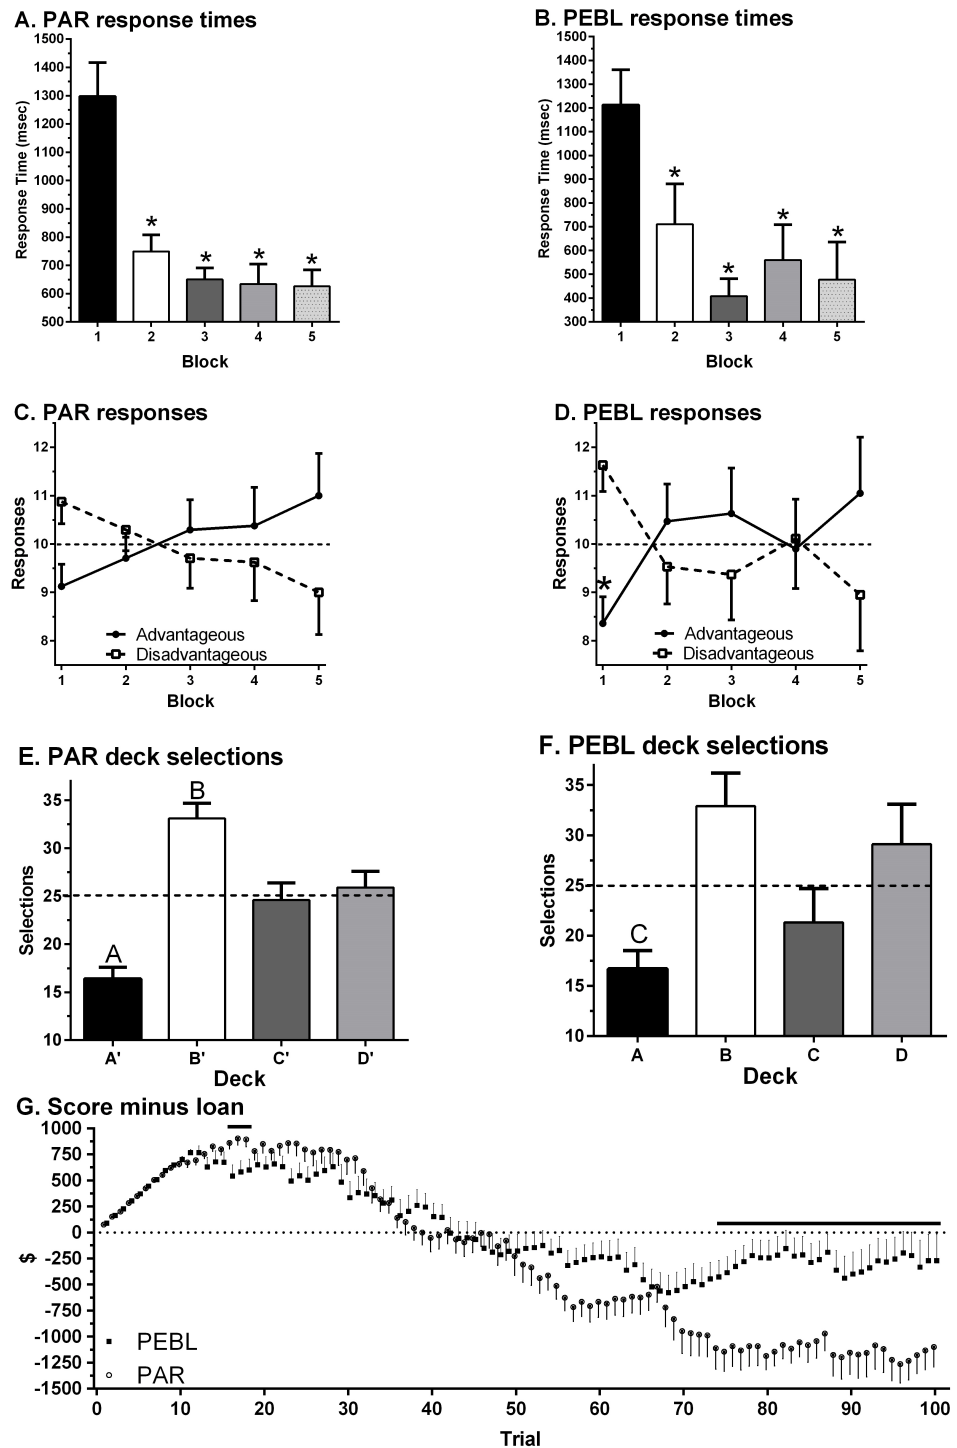 A. PAR response times
1500
1400
1300
1200
1100
1000
900
800
700
600
500
Response Time (msec)
* * * *
1 2 3 4 5
Block
B. PEBL response times
1500
1400
1300
1200
1100
1000
900
800
700
600
500
400
300
Response Time (msec)
* * * *
1 2 3 4 5
Block
C. PAR responses
12
11
10
9
8
Responses
Advantageous
Disadvantageous
1 2 3 4 5
Block
D. PEBL responses
12
11
10
9
8
Responses
*
Advantageous
Disadvantageous
1 2 3 4 5
Block
E. PAR deck selections
35
30
25
20
15
10
Selections
A B
A' B' C' D'
Deck
F. PEBL deck selections
35
30
25
20
15
10
Selections
C
A B C D
Deck
G. Score minus loan
1000
750
500
250
0
-250
-500
-750
-1000
-1250
-1500
$
PEBL
PAR
0 10 20 30 40 50 60 70 80 90 100
Trial